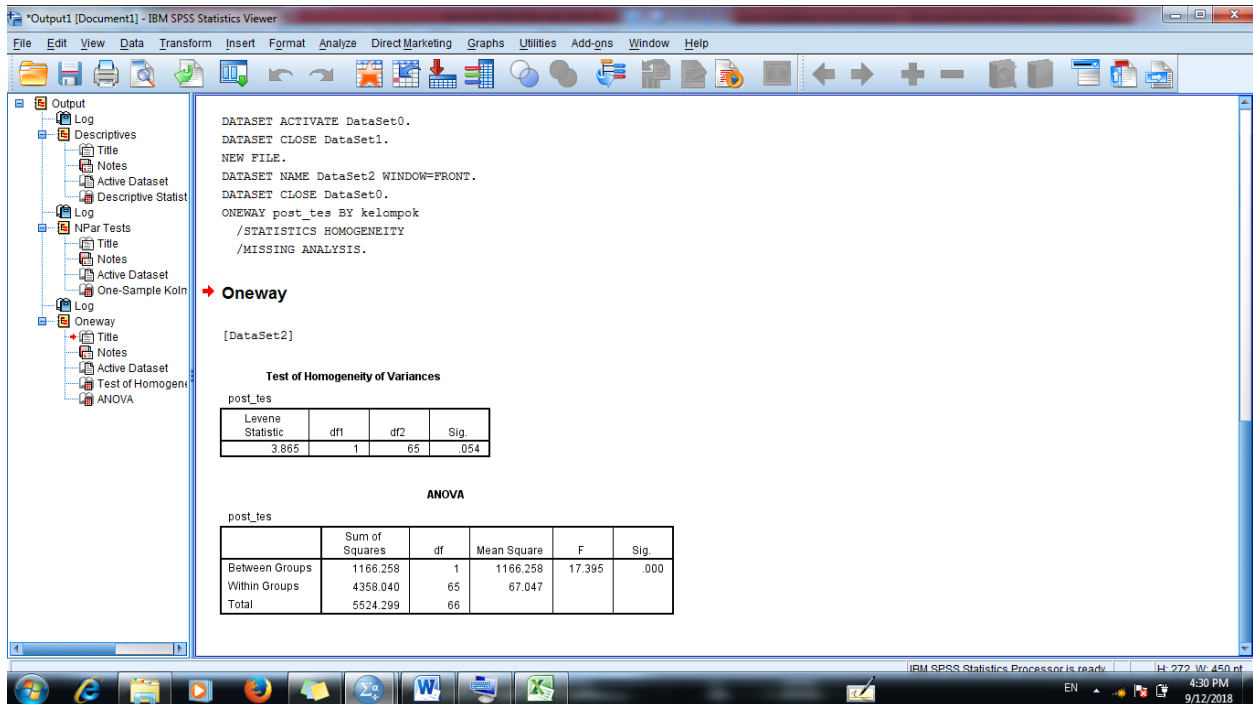 *Output1 [Document1] - IBM SPSS Statistics Viewer
File Edit View Data Transform Insert Format Analyze Direct Marketing Graphs Utilities Add-ons Window Help
Output
Log
Descriptives
Title
Notes
Active Dataset
Descriptive Statist
Log
NPar Tests
Title
Notes
Active Dataset
One-Sample Kolm
Log
Oneway
Title
Notes
Active Dataset
Test of Homogene
ANOVA
DATASET ACTIVATE DataSet0.
DATASET CLOSE DataSet1.
NEW FILE.
DATASET NAME DataSet2 WINDOW=FRONT.
DATASET CLOSE DataSet0.
ONEWAY post_tes BY kelompok
/STATISTICS HOMOGENEITY
/MISSING ANALYSIS.
Oneway
[DataSet2]
Test of Homogeneity of Variances
post_tes
Levene Statistic df1 df2 Sig.
3.865 1 65 .054
ANOVA
post_tes
Sum of Squares df Mean Square F Sig.
Between Groups 1166.258 1 1166.258 17.395 .000
Within Groups 4358.040 65 67.047
Total 5524.299 66
IBM SPSS Statistics Processor is ready H: 272, W: 450 pt
EN 4:30 PM
9/12/2018